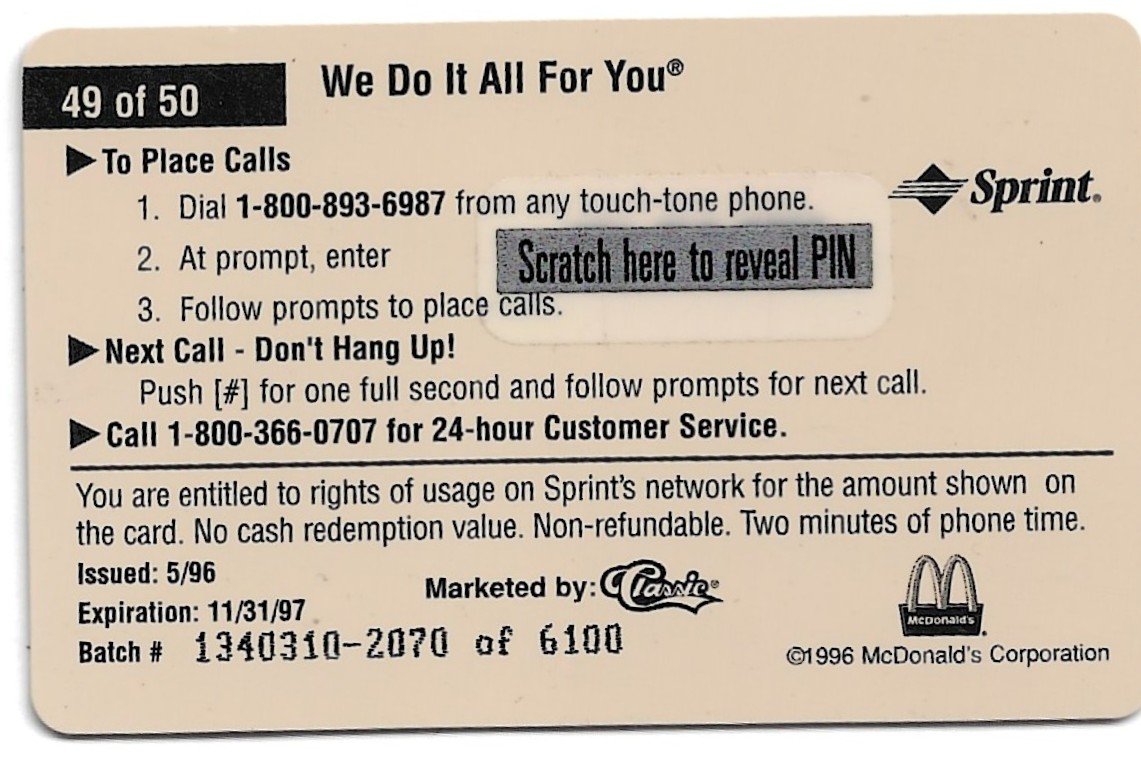 49 of 50
We Do It All For You®
▶To Place Calls
1. Dial 1-800-893-6987 from any touch-tone phone.
Sprint.
2. At prompt, enter
Scratch here to reveal PIN
3. Follow prompts to place calls.
▶Next Call - Don't Hang Up!
Push [#] for one full second and follow prompts for next call.
▶Call 1-800-366-0707 for 24-hour Customer Service.
You are entitled to rights of usage on Sprint's network for the amount shown on
the card. No cash redemption value. Non-refundable. Two minutes of phone time.
Issued: 5/96
Marketed by: Classic®
Expiration: 11/31/97
McDonald's®
Batch # 1340310-2070 of 6100
©1996 McDonald's Corporation